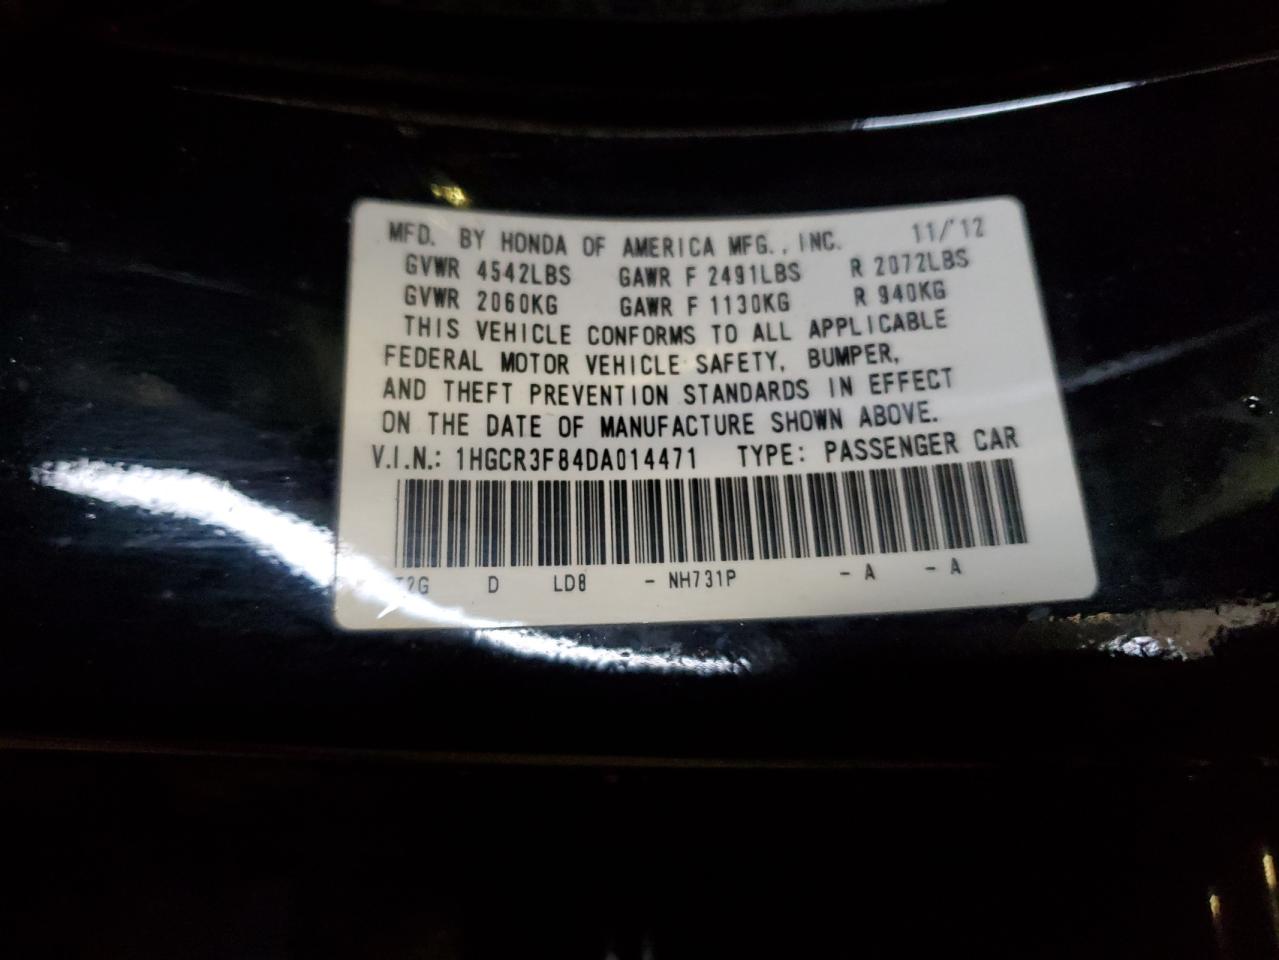 MFD. BY HONDA OF AMERICA MFG., INC. 11/'12
GVWR 4542LBS GAWR F 2491LBS R 2072LBS
GVWR 2060KG GAWR F 1130KG R 940KG
THIS VEHICLE CONFORMS TO ALL APPLICABLE
FEDERAL MOTOR VEHICLE SAFETY, BUMPER,
AND THEFT PREVENTION STANDARDS IN EFFECT
ON THE DATE OF MANUFACTURE SHOWN ABOVE.
V.I.N.: 1HGCR3F84DA014471 TYPE: PASSENGER CAR
D LD8 - NH731P - A - A